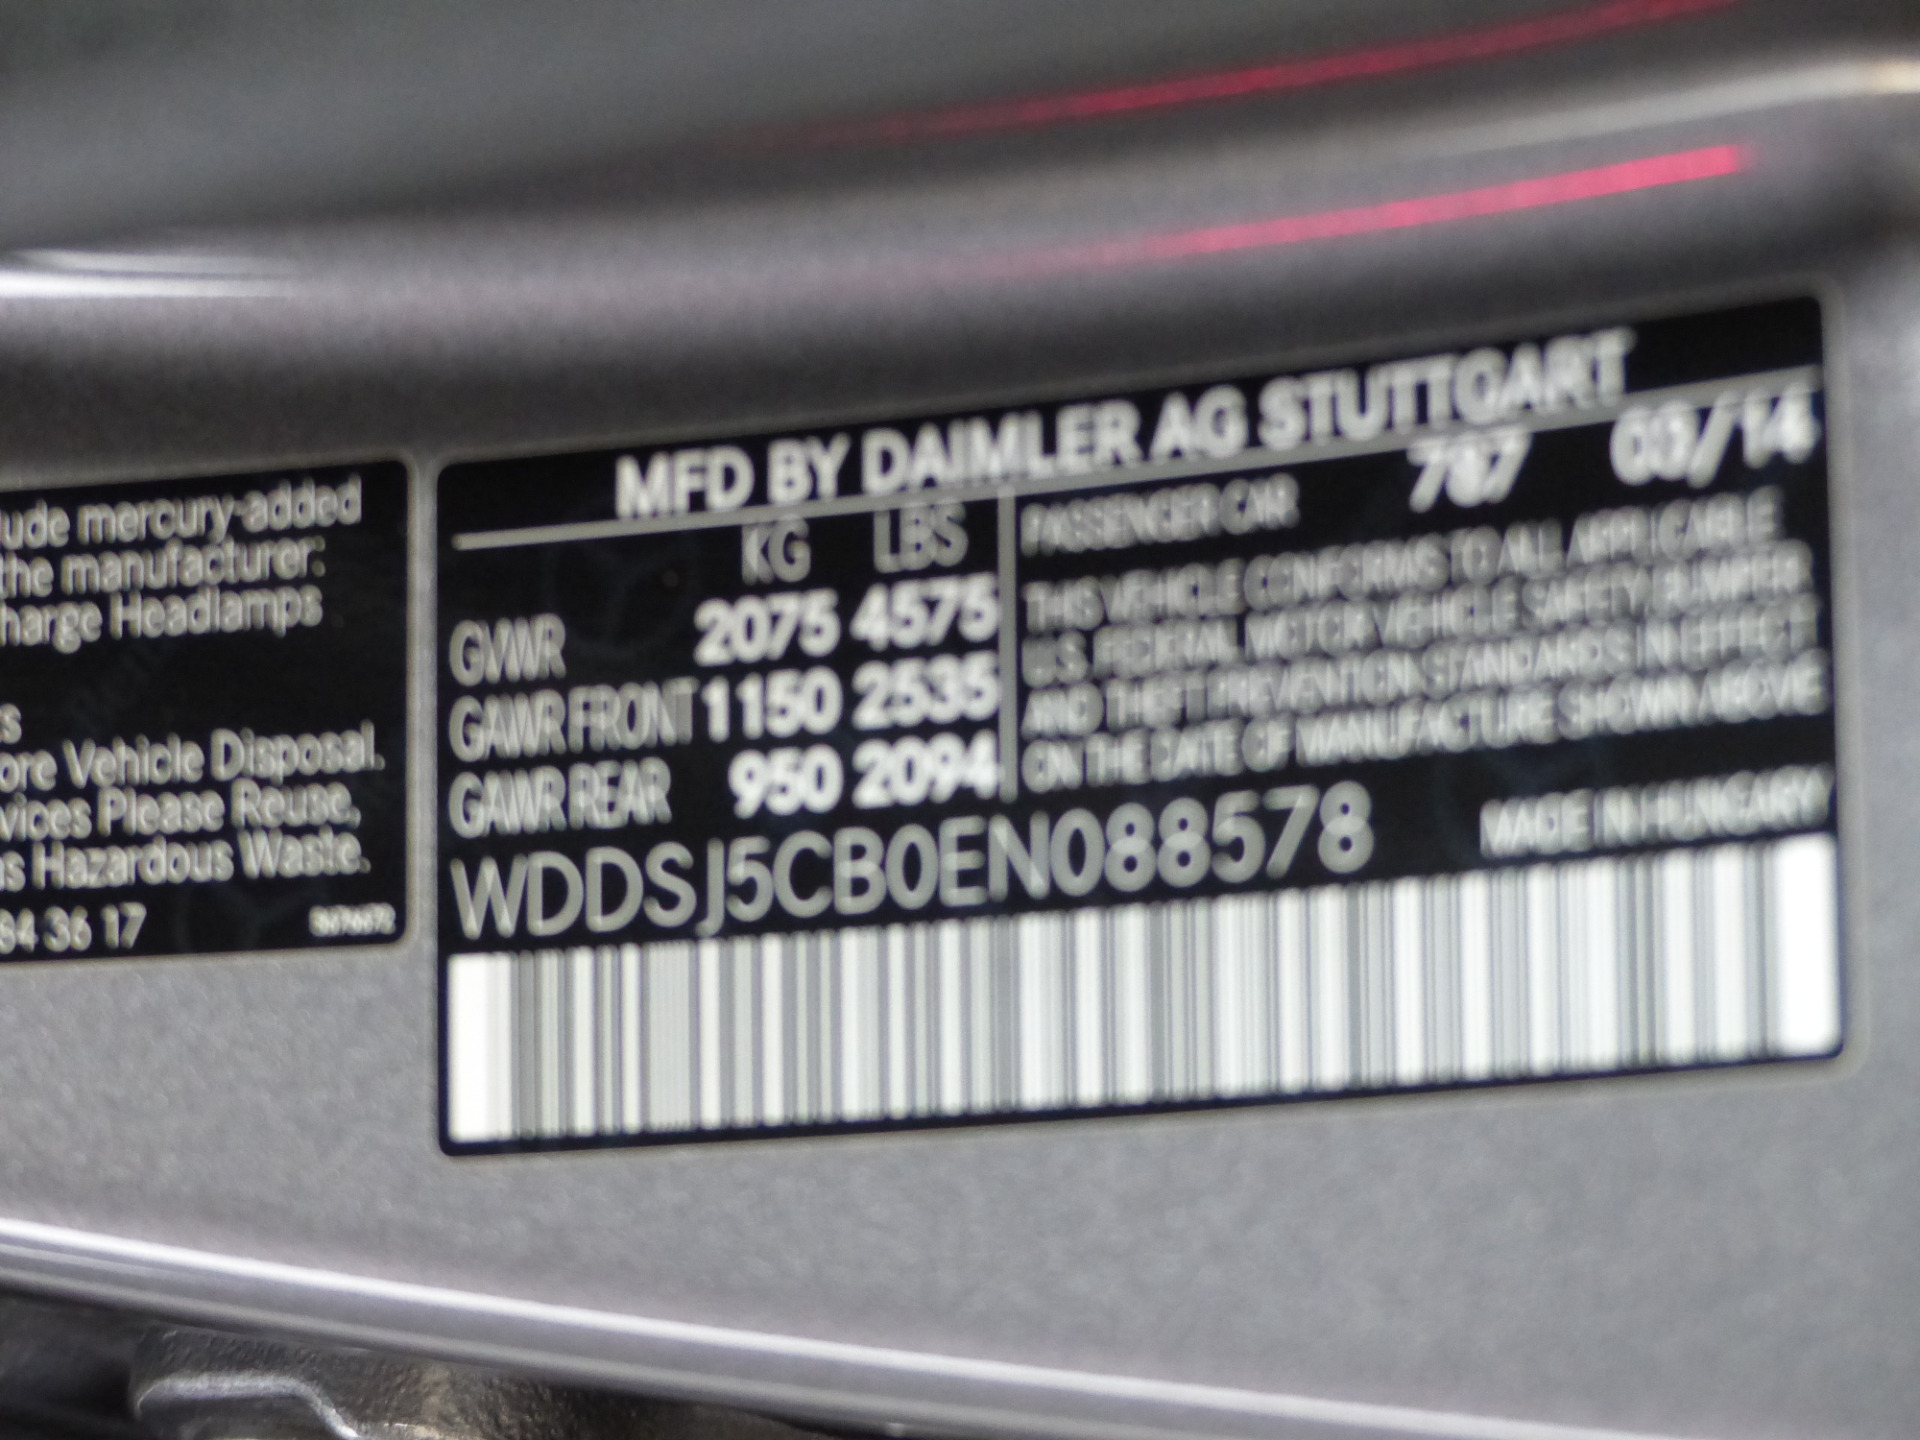 lude mercury-added
the manufacturer:
harge Headlamps
s
ore Vehicle Disposal.
vices Please Reuse,
as Hazardous Waste.
84 36 17
MFD BY DAIMLER AG STUTTGART
KG LBS
GVWR 2075 4575
GAWR FRONT 1150 2535
GAWR REAR 950 2094
PASSENGER CAR 787 03/14
THIS VEHICLE CONFORMS TO ALL APPLICABLE
U.S. FEDERAL MOTOR VEHICLE SAFETY, BUMPER
AND THEFT PREVENTION STANDARDS IN EFFECT
ON THE DATE OF MANUFACTURE SHOWN ABOVE
WDDSJ5CB0EN088578
MADE IN HUNGARY